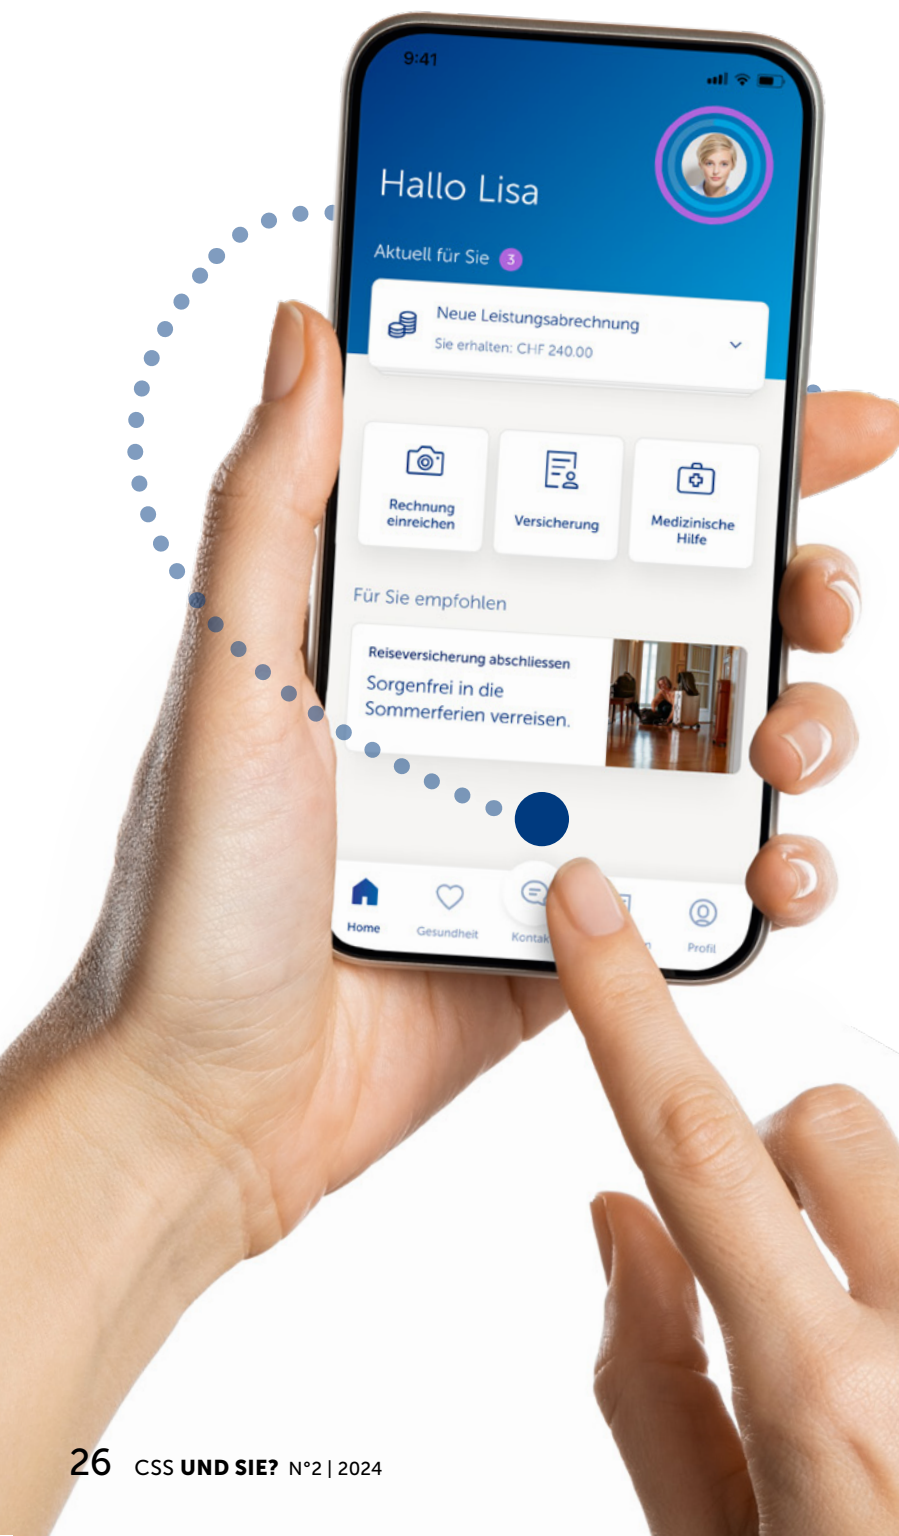 9:41
Hallo Lisa
Aktuell für Sie 3
Neue Leistungsabrechnung
Sie erhalten: CHF 240.00
Rechnung
einreichen
Versicherung
Medizinische
Hilfe
Für Sie empfohlen
Reiseversicherung abschliessen
Sorgenfrei in die
Sommerferien verreisen.
Home
Gesundheit
Profil
26 CSS UND SIE? N°2 | 2024